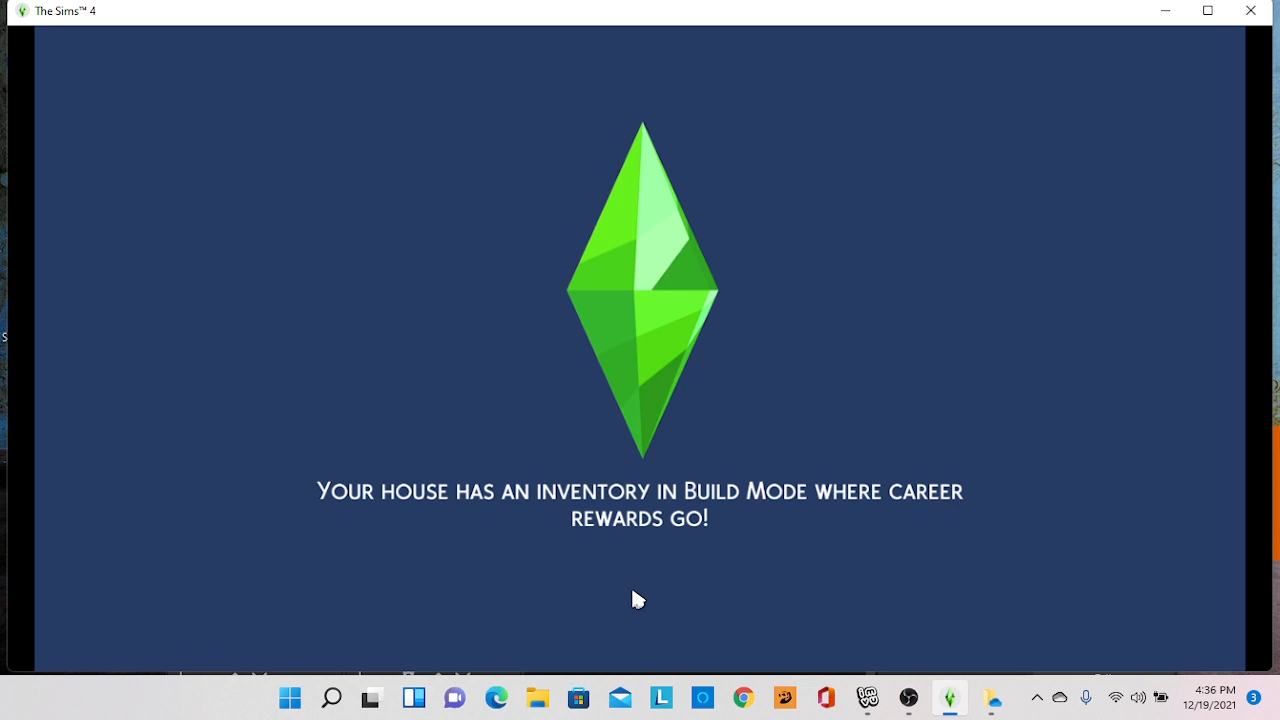 The Sims™ 4
YOUR HOUSE HAS AN INVENTORY IN BUILD MODE WHERE CAREER
REWARDS GO!
4:36 PM
12/19/2021
3